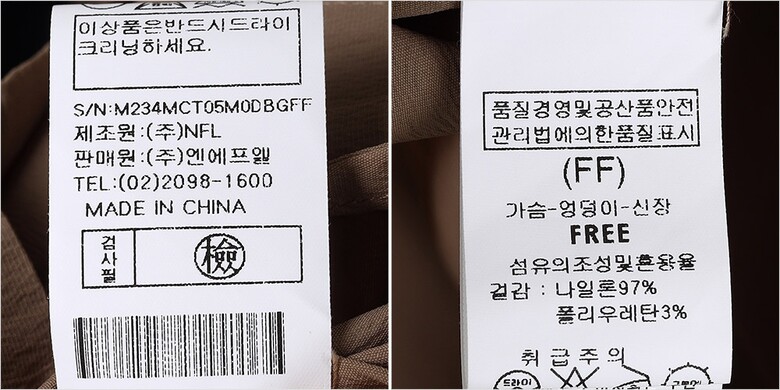 이상품은반드시드라이
크리닝하세요.
S/N:M234MCT05M0DBGFF
제조원:(주)NFL
판매원:(주)엔에프엘
TEL:(02)2098-1600
MADE IN CHINA
검사필
檢
품질경영및공산품안전
관리법에의한품질표시
(FF)
가슴-엉덩이-신장
FREE
섬유의조성및혼용율
겉감 : 나일론97%
폴리우레탄3%
취급주의
드라이